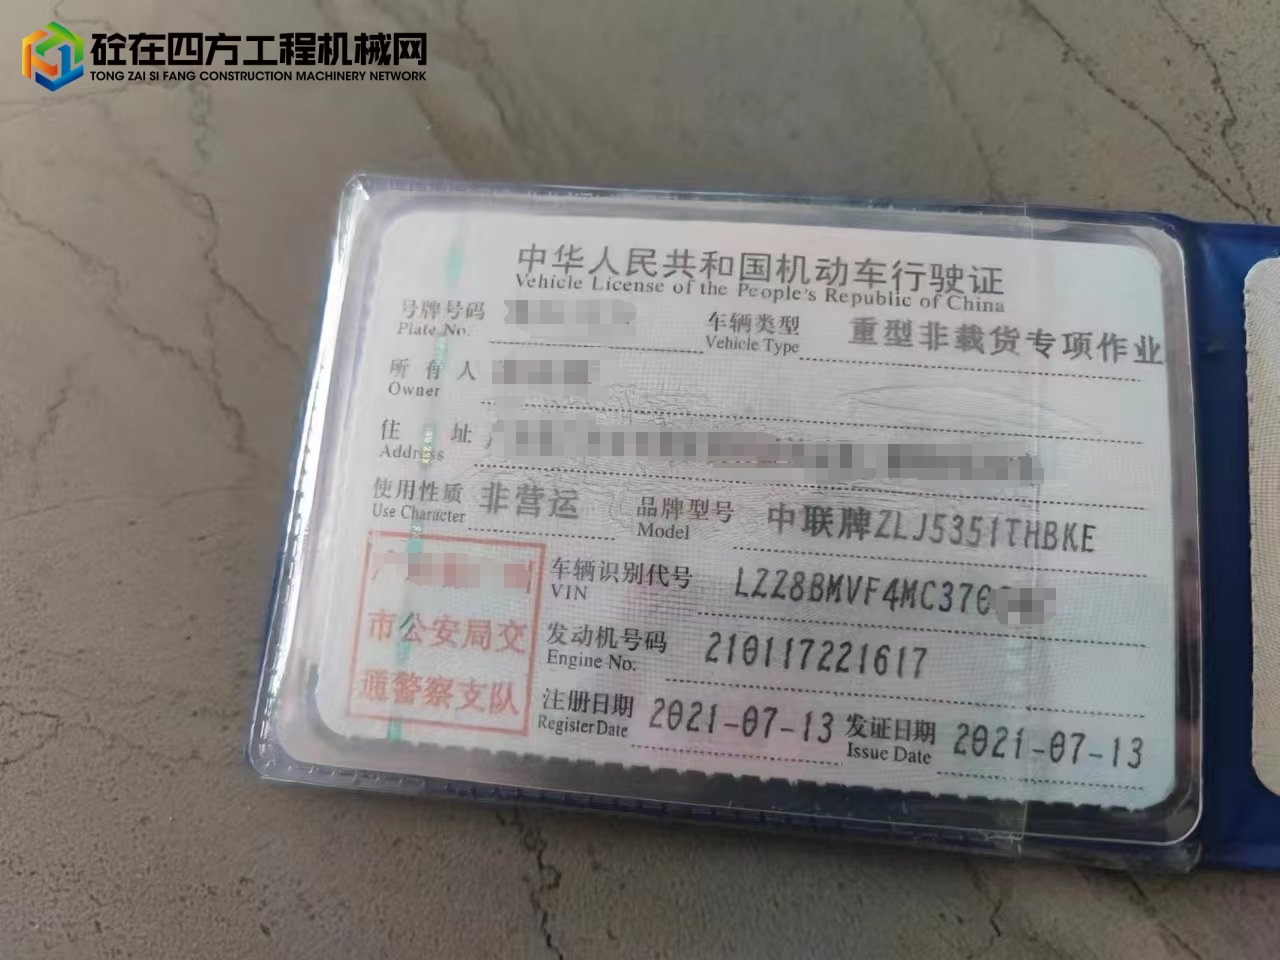 砼在四方工程机械网
TONG ZAI SI FANG CONSTRUCTION MACHINERY NETWORK
中华人民共和国机动车行驶证
Vehicle License of the People's Republic of China
号牌号码
Plate No.
车辆类型 重型非载货专项作业
Vehicle Type
所有人
Owner
住址
Address
使用性质 非营运
Use Character
品牌型号 中联牌ZLJ5351THBKE
Model
车辆识别代号 LZZ8BMVF4MC370
VIN
发动机号码 210117221617
Engine No.
注册日期 2021-07-13
Register Date
发证日期 2021-07-13
Issue Date
市公安局交
通警察支队